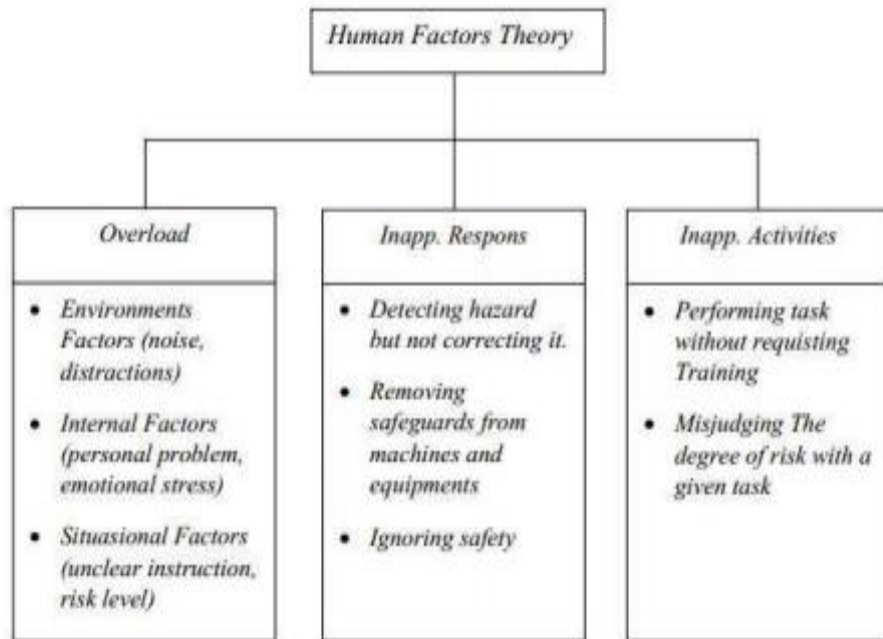 Human Factors Theory
Overload
• Environments
Factors (noise,
distractions)
• Internal Factors
(personal problem,
emotional stress)
• Situasional Factors
(unclear instruction,
risk level)
Inapp. Respons
• Detecting hazard
but not correcting it.
• Removing
safeguards from
machines and
equipments
• Ignoring safety
Inapp. Activities
• Performing task
without requisting
Training
• Misjudging The
degree of risk with a
given task